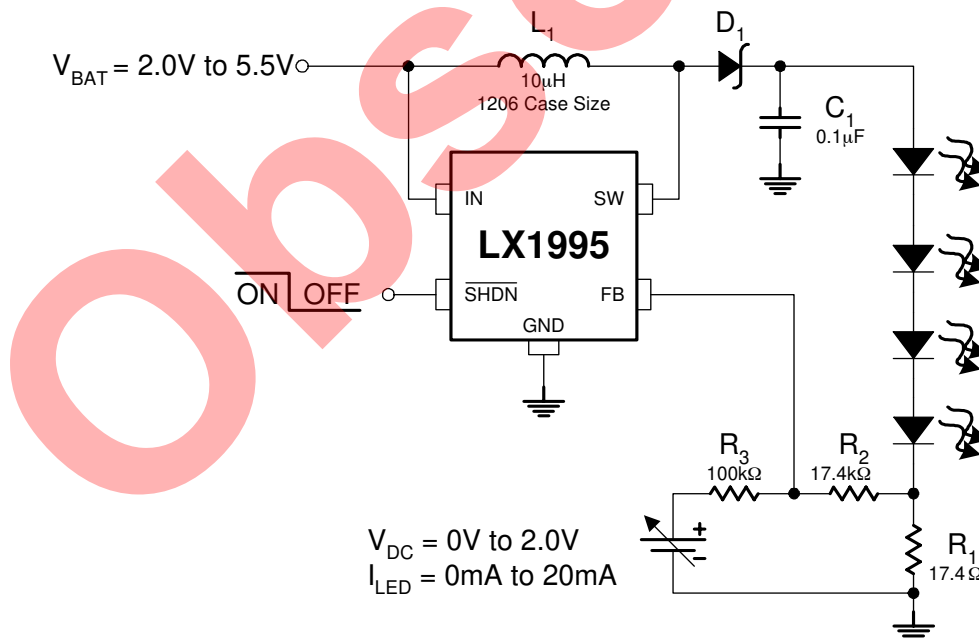 L1
D1
VBAT = 2.0V to 5.5V
10µH
1206 Case Size
C1
0.1µF
IN
SW
LX1995
ON OFF
SHDN
FB
GND
R3
100kΩ
R2
17.4kΩ
+
-
VDC = 0V to 2.0V
ILED = 0mA to 20mA
R1
17.4Ω
Obs